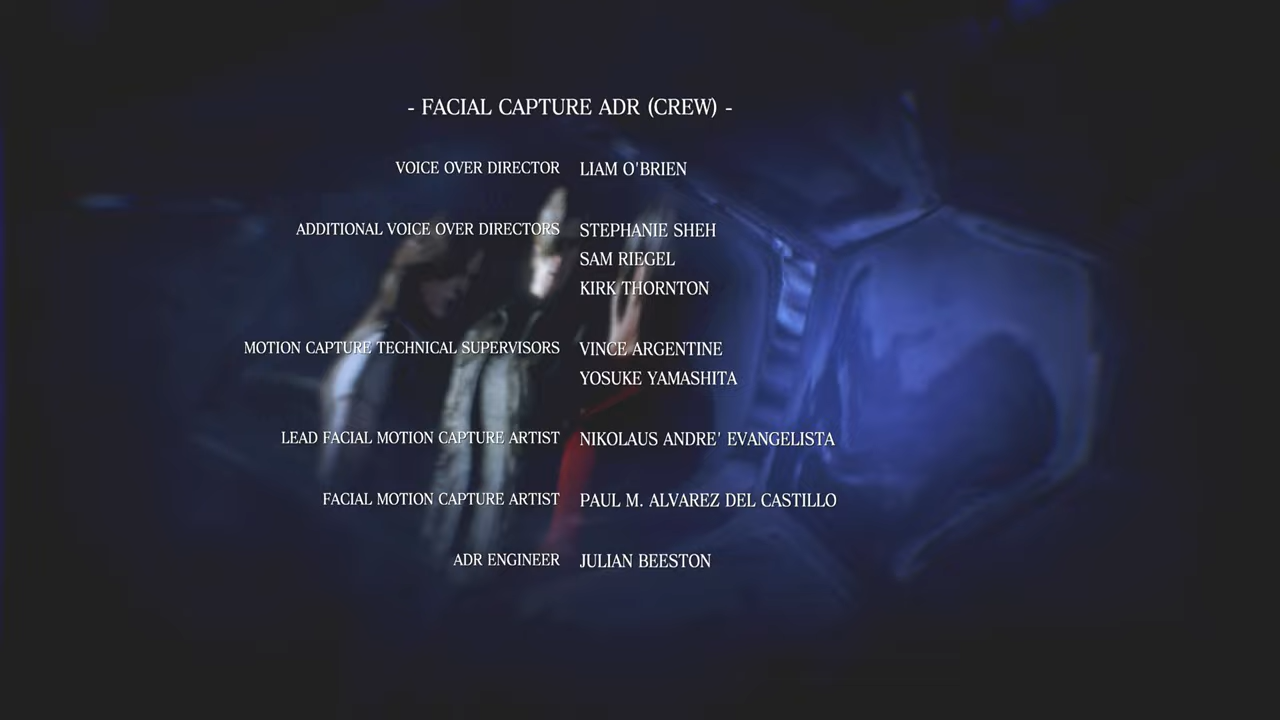 - FACIAL CAPTURE ADR (CREW) -
VOICE OVER DIRECTOR LIAM O'BRIEN
ADDITIONAL VOICE OVER DIRECTORS STEPHANIE SHEH
SAM RIEGEL
KIRK THORNTON
MOTION CAPTURE TECHNICAL SUPERVISORS VINCE ARGENTINE
YOSUKE YAMASHITA
LEAD FACIAL MOTION CAPTURE ARTIST NIKOLAUS ANDRE' EVANGELISTA
FACIAL MOTION CAPTURE ARTIST PAUL M. ALVAREZ DEL CASTILLO
ADR ENGINEER JULIAN BEESTON